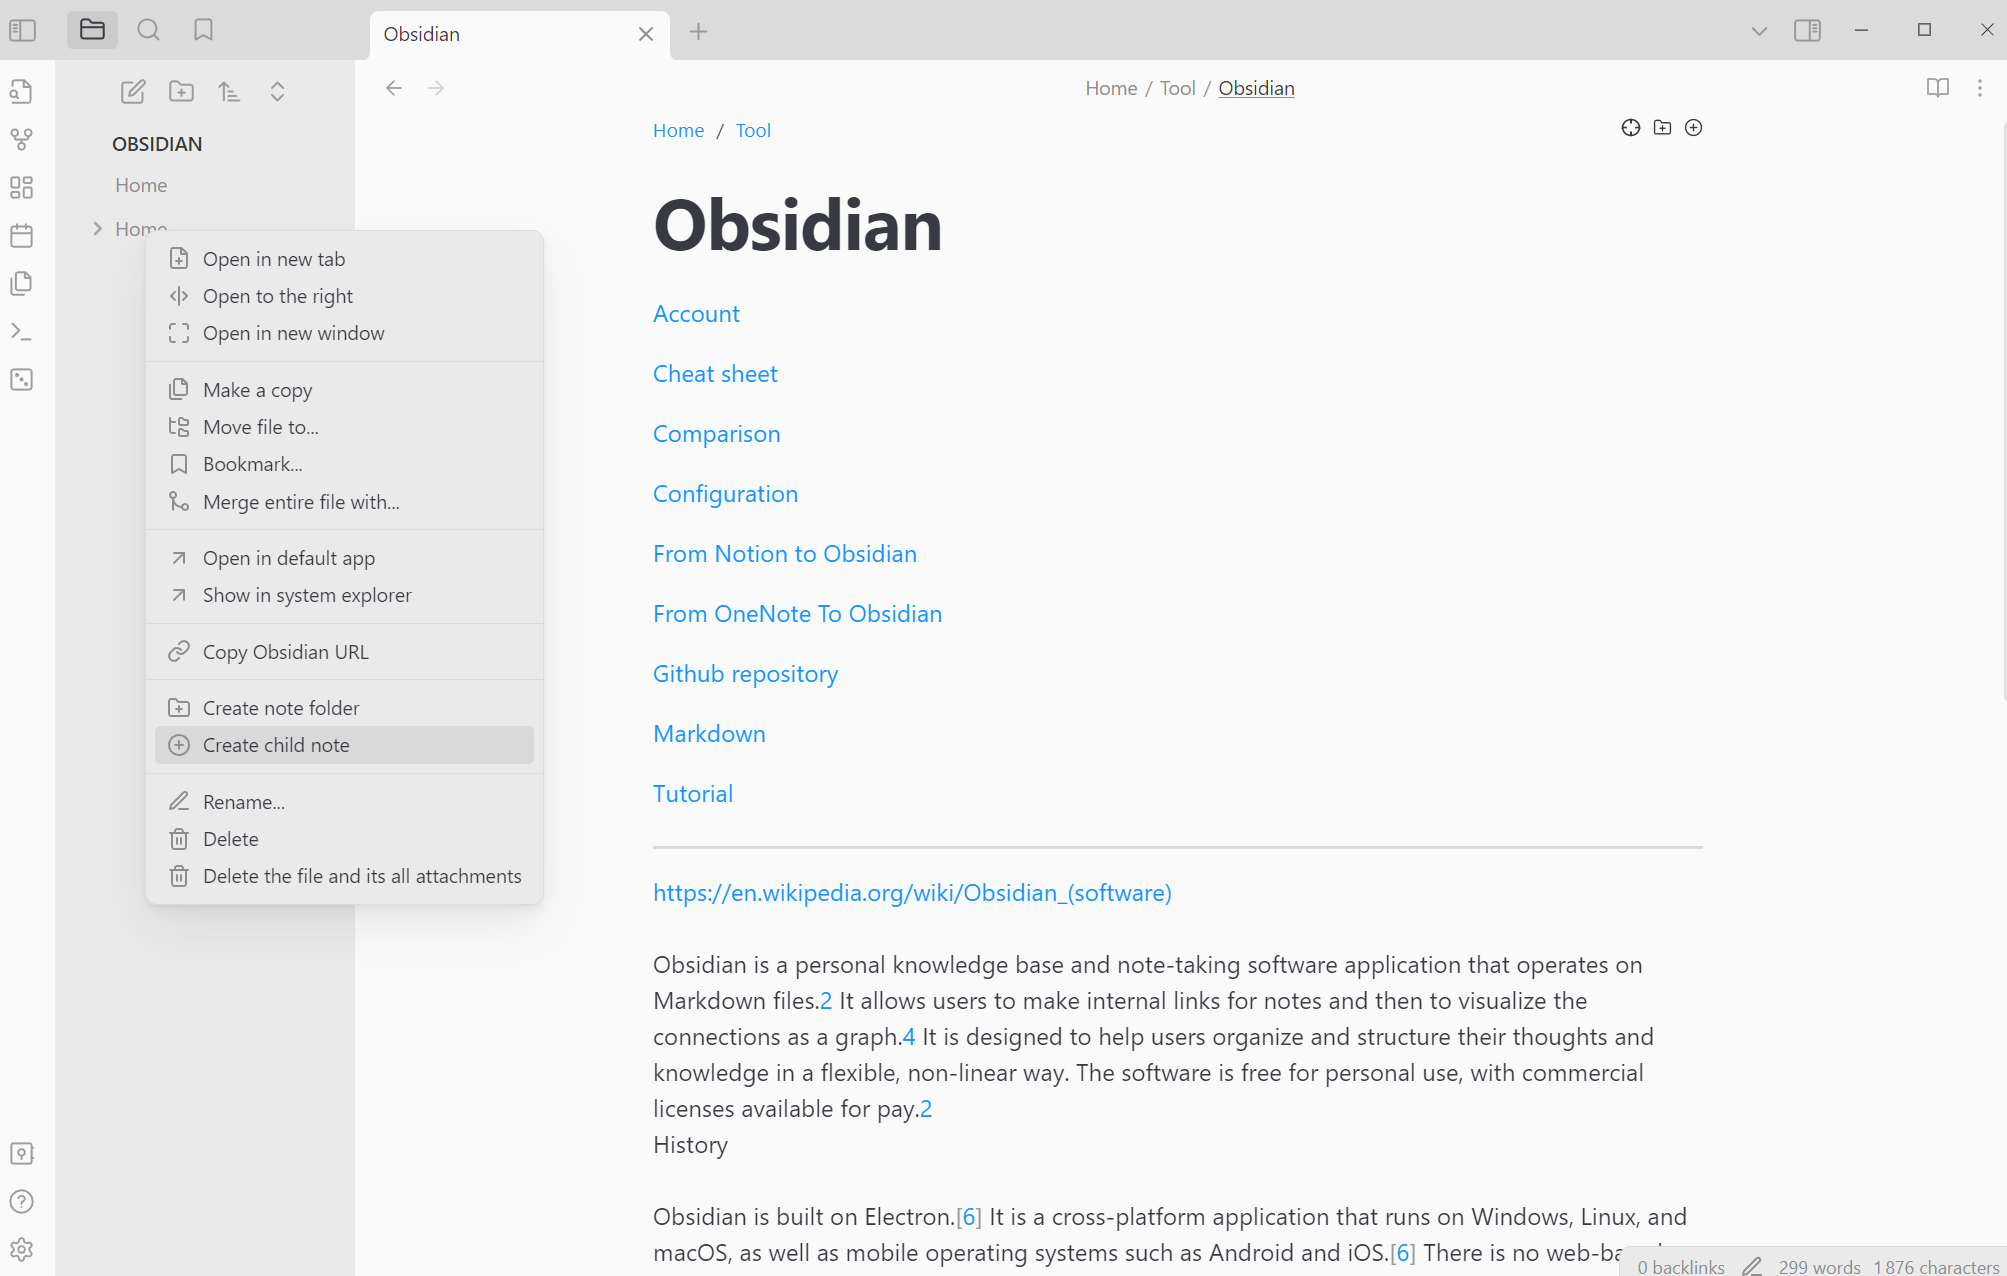 Obsidian
Home / Tool / Obsidian
Home / Tool
OBSIDIAN
Home
Home
Open in new tab
Open to the right
Open in new window
Make a copy
Move file to...
Bookmark...
Merge entire file with...
Open in default app
Show in system explorer
Copy Obsidian URL
Create note folder
Create child note
Rename...
Delete
Delete the file and its all attachments
Obsidian
Account
Cheat sheet
Comparison
Configuration
From Notion to Obsidian
From OneNote To Obsidian
Github repository
Markdown
Tutorial
https://en.wikipedia.org/wiki/Obsidian_(software)
Obsidian is a personal knowledge base and note-taking software application that operates on
Markdown files.2 It allows users to make internal links for notes and then to visualize the
connections as a graph.4 It is designed to help users organize and structure their thoughts and
knowledge in a flexible, non-linear way. The software is free for personal use, with commercial
licenses available for pay.2
History
Obsidian is built on Electron.[6] It is a cross-platform application that runs on Windows, Linux, and
macOS, as well as mobile operating systems such as Android and iOS.[6] There is no
0 backlinks 299 words 1 876 characters